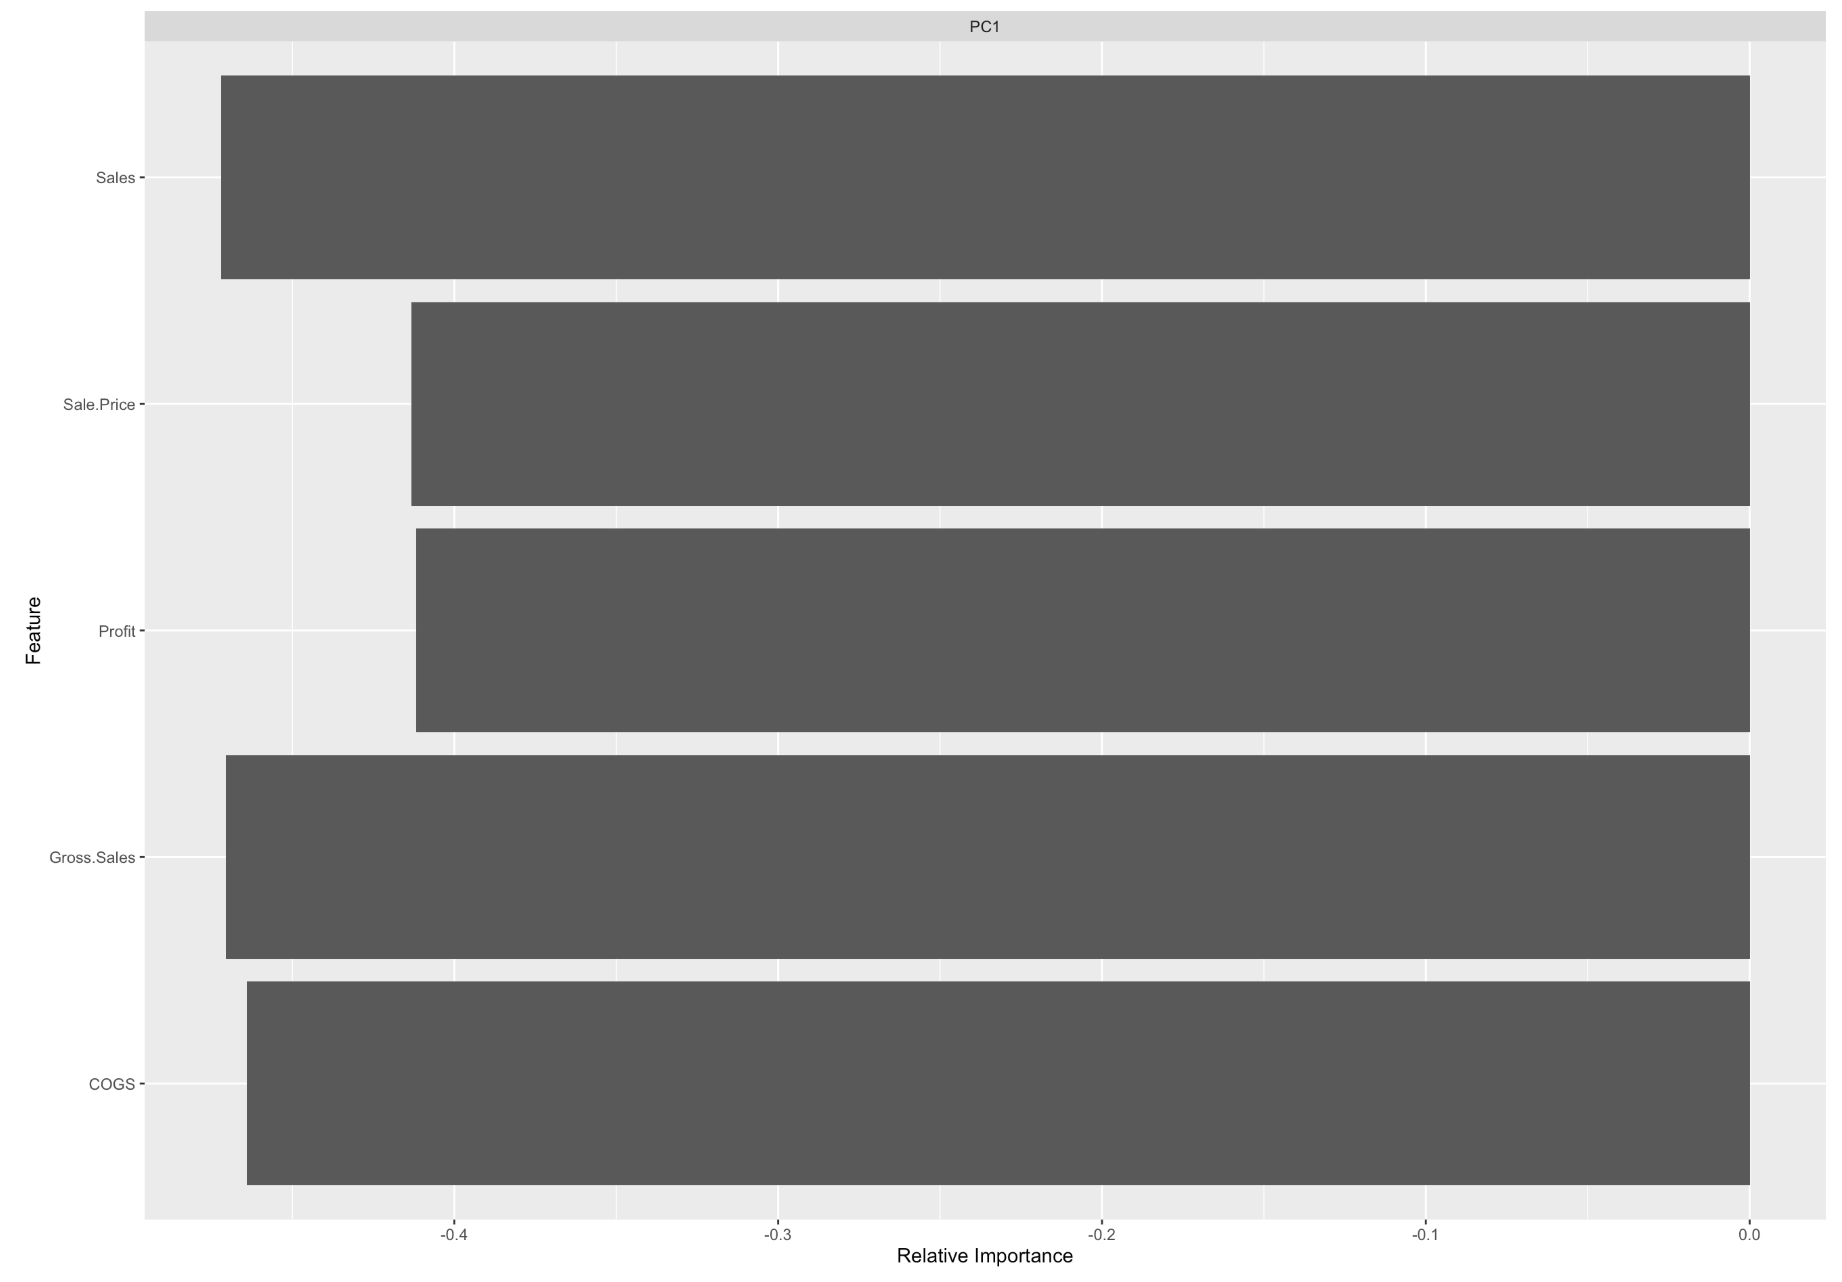 PC1
Sales
Sale.Price
Profit
Gross.Sales
COGS
Feature
-0.4
-0.3
-0.2
-0.1
0.0
Relative Importance